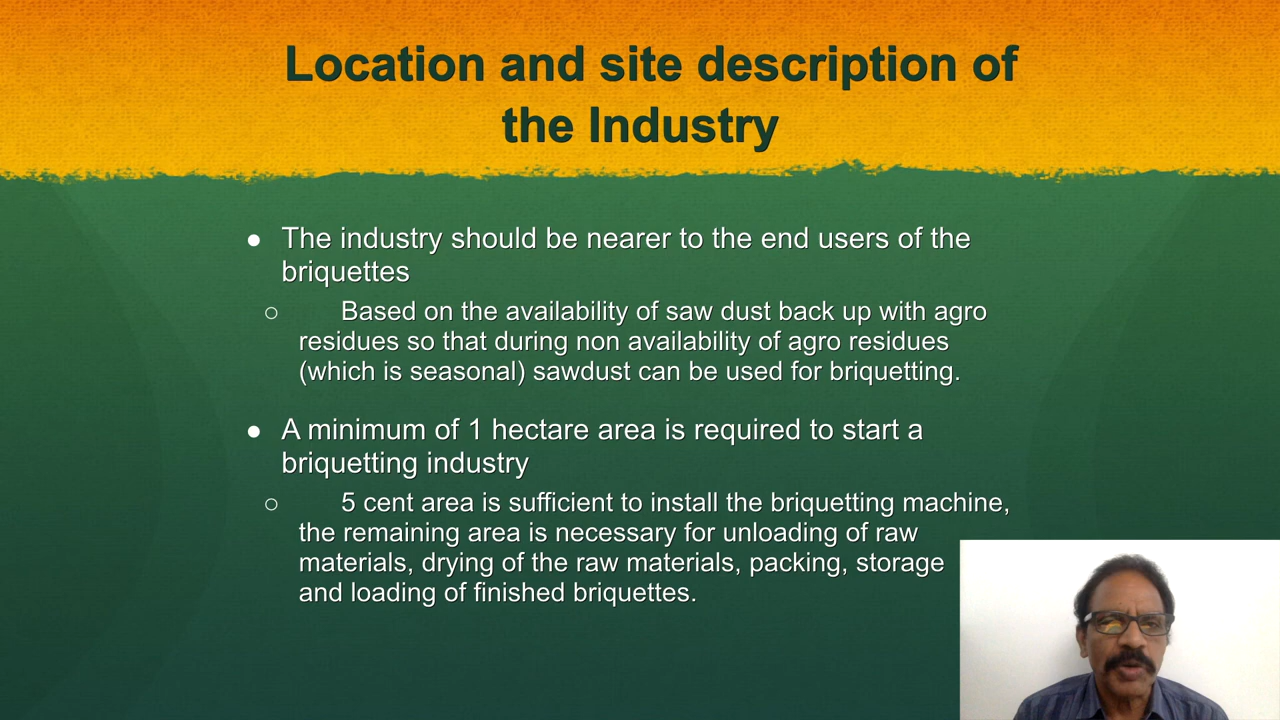 Location and site description of
the Industry
● The industry should be nearer to the end users of the
briquettes
○ Based on the availability of saw dust back up with agro
residues so that during non availability of agro residues
(which is seasonal) sawdust can be used for briquetting.
● A minimum of 1 hectare area is required to start a
briquetting industry
○ 5 cent area is sufficient to install the briquetting machine,
the remaining area is necessary for unloading of raw
materials, drying of the raw materials, packing, storage
and loading of finished briquettes.